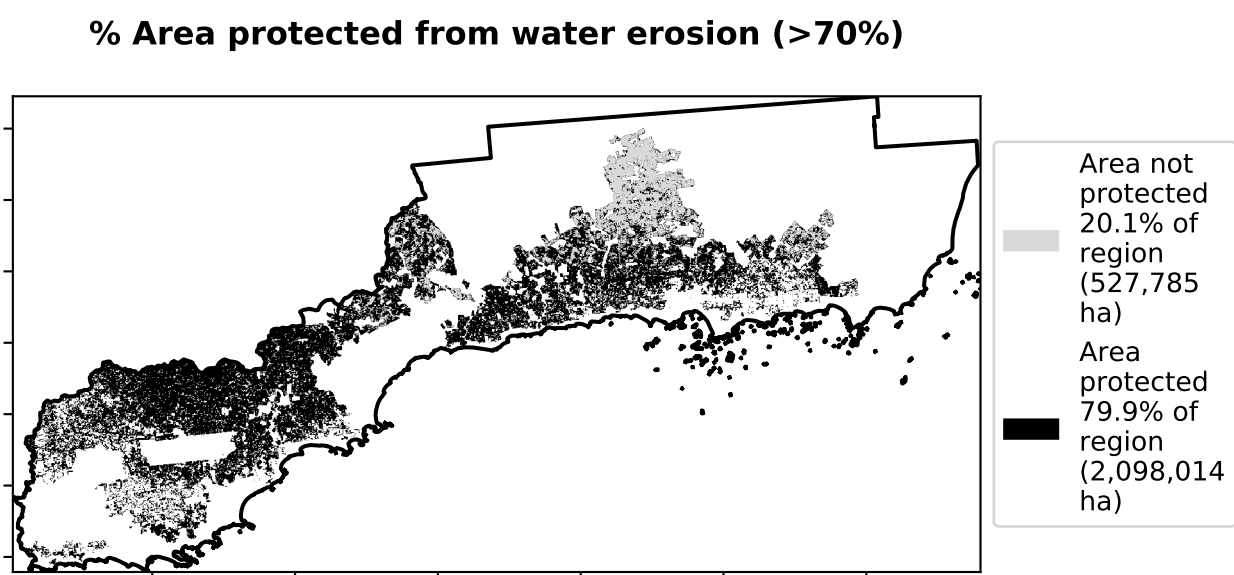 % Area protected from water erosion (>70%)
Area not
protected
20.1% of
region
(527,785
ha)
Area
protected
79.9% of
region
(2,098,014
ha)